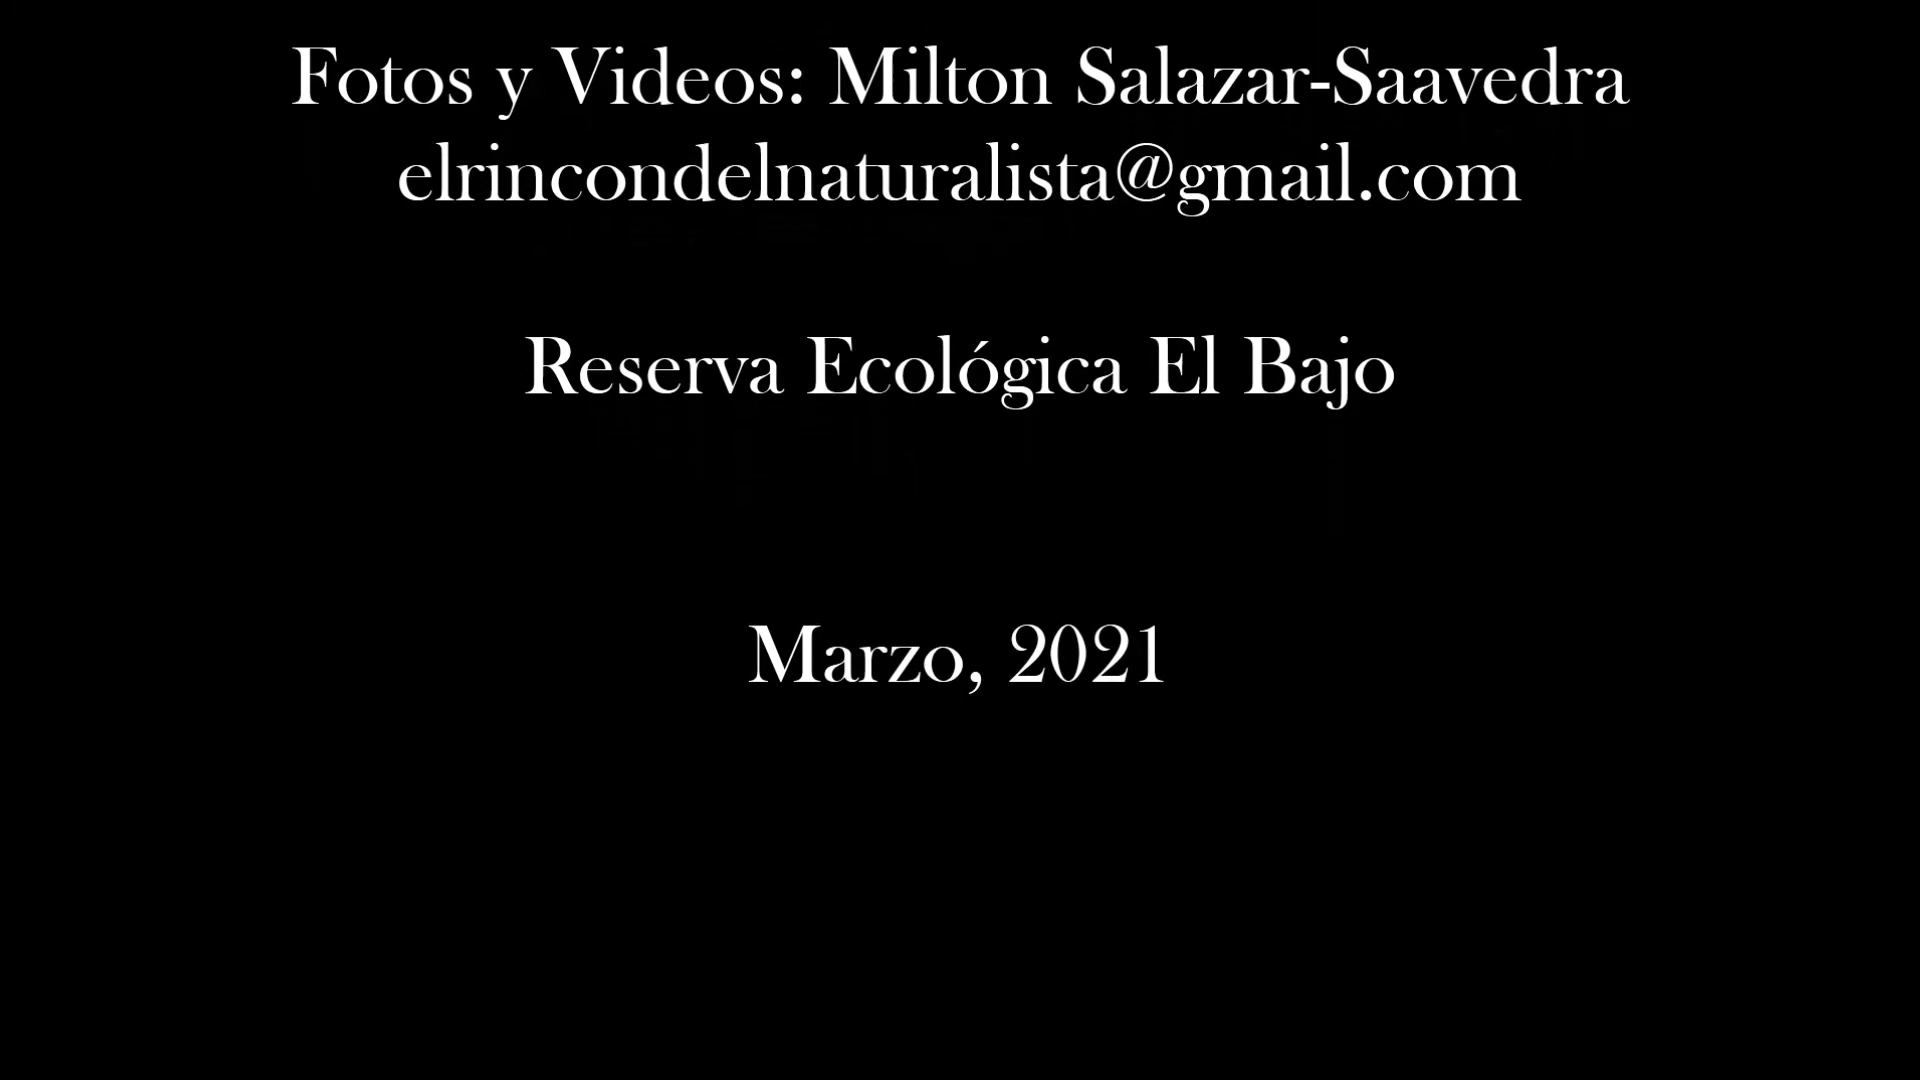 Fotos y Videos: Milton Salazar-Saavedra
elrincondelnaturalista@gmail.com
Reserva Ecológica El Bajo
Marzo, 2021